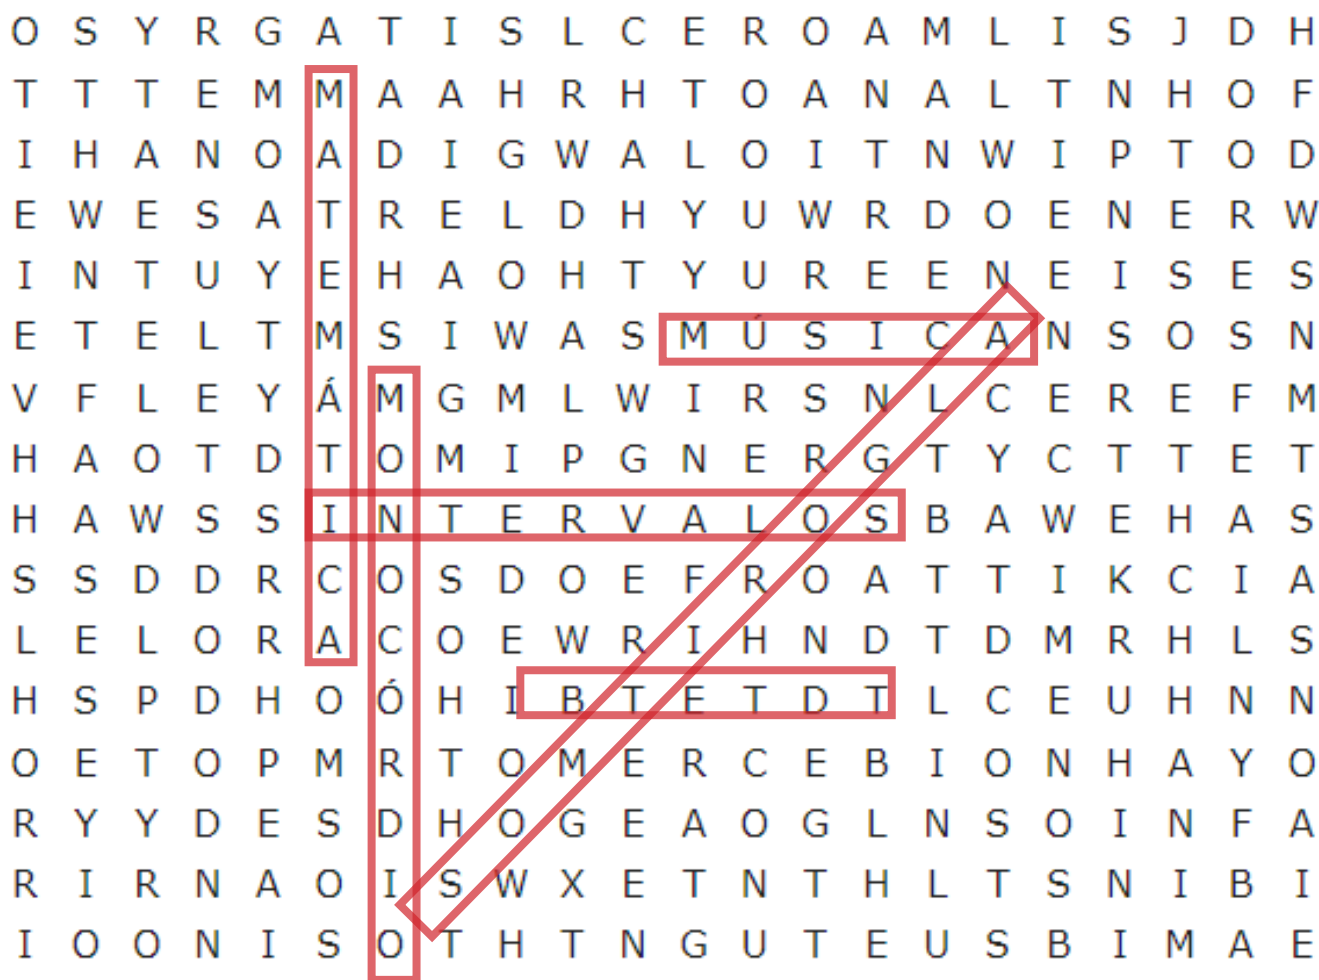 O S Y R G A T I S L C E R O A M L I S J D H
T T T E M M A A H R H T O A N A L T N H O F
I H A N O A D I G W A L O I T N W I P T O D
E W E S A T R E L D H Y U W R D O E N E R W
I N T U Y E H A O H T Y U R E E N E I S E S
E T E L T M S I W A S M Ú S I C A N S O S N
V F L E Y Á M G M L W I R S N L C E R E F M
H A O T D T O M I P G N E R G T Y C T T E T
H A W S S I N T E R V A L O S B A W E H A S
S S D D R C O S D O E F R O A T T I K C I A
L E L O R A C O E W R I H N D T D M R H L S
H S P D H O Ó H I B T E T D T L C E U H N N
O E T O P M R T O M E R C E B I O N H A Y O
R Y Y D E S D H O G E A O G L N S O I N F A
R I R N A O I S W X E T N T H L T S N I B I
I O O N I S O T H T N G U T E U S B I M A E